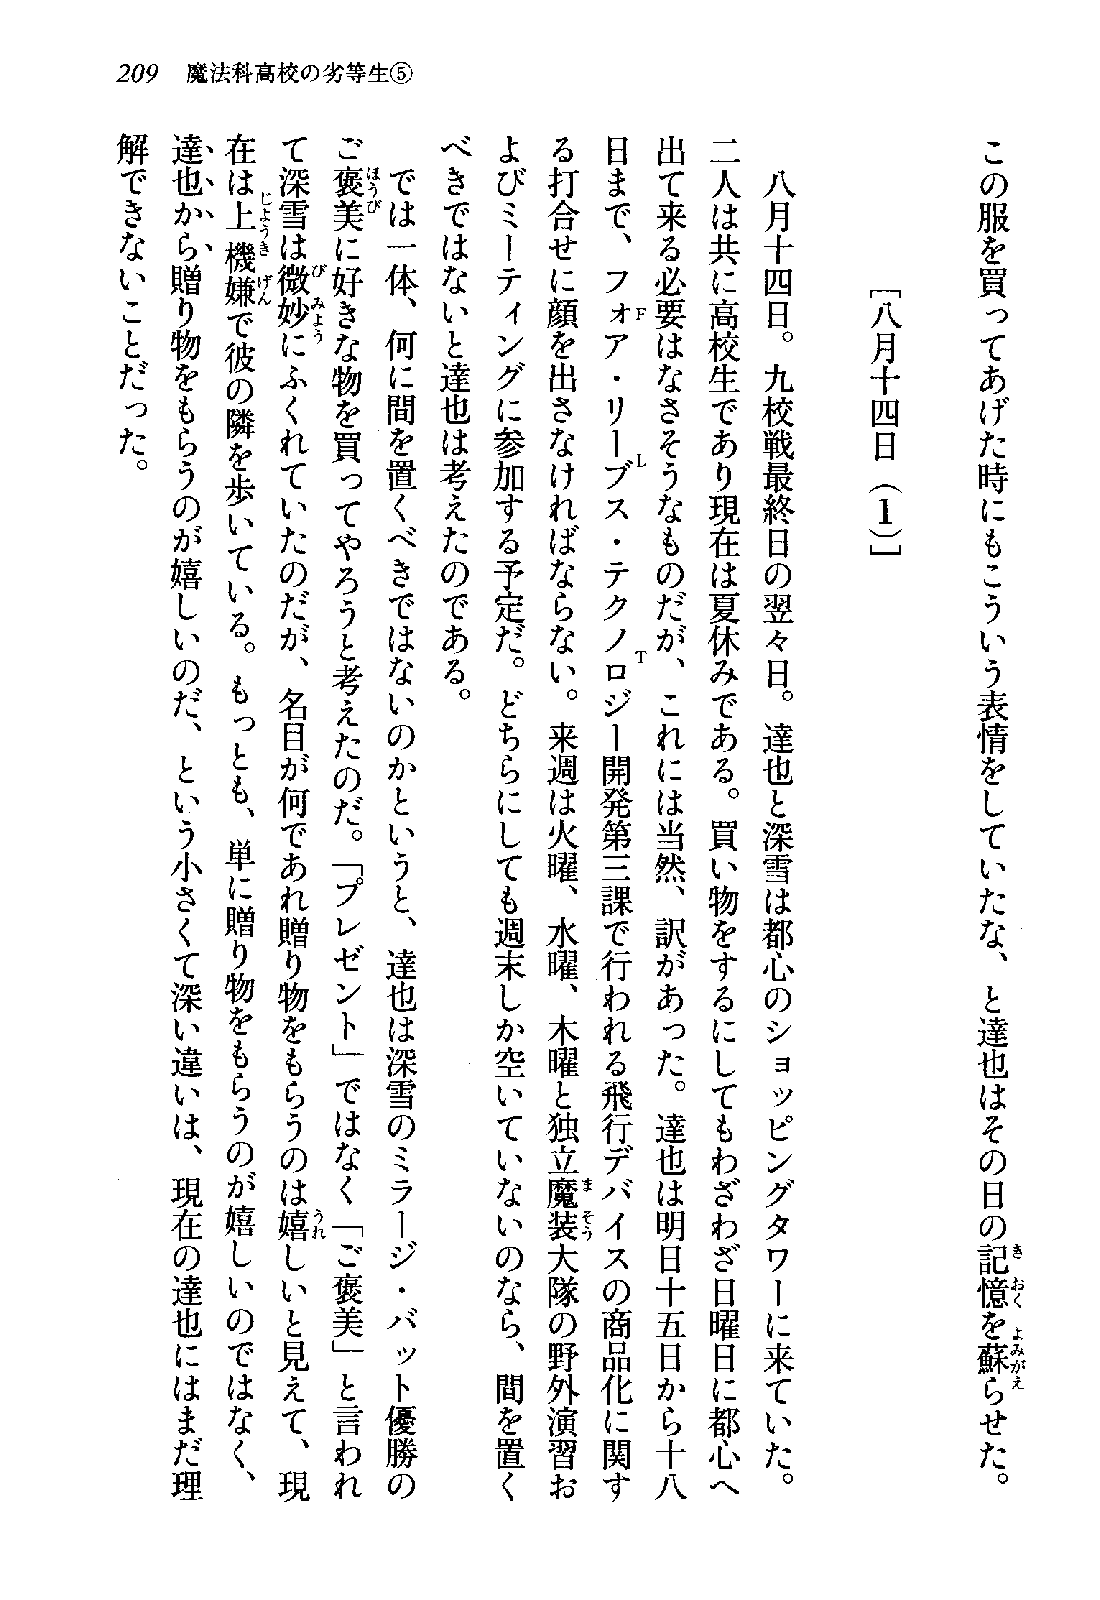 209　魔法科高校の劣等生⑤
この服を買ってあげた時にもこういう表情をしていたな、と達也はその日の記憶を蘇らせた。
［八月十四日（１）］
八月十四日。九校戦最終日の翌々日。達也と深雪は都心のショッピングタワーに来ていた。
二人は共に高校生であり現在は夏休みである。買い物をするにしてもわざわざ日曜日に都心へ
出て来る必要はなさそうなものだが、これには当然、訳があった。達也は明日十五日から十八
日まで、フォア・リーブス・テクノロジー開発第三課で行われる飛行デバイスの商品化に関す
る打合せに顔を出さなければならない。来週は火曜、水曜、木曜と独立魔装大隊の野外演習お
よびミーティングに参加する予定だ。どちらにしても週末しか空いていないのなら、間を置く
べきではないと達也は考えたのである。
では一体、何に間を置くべきではないのかというと、達也は深雪のミラージ・バット優勝の
ご褒美に好きな物を買ってやろうと考えたのだ。「プレゼント」ではなく「ご褒美」と言われ
て深雪は微妙にふくれていたのだが、名目が何であれ贈り物をもらうのは嬉しいと見えて、現
在は上機嫌で彼の隣を歩いている。もっとも、単に贈り物をもらうのが嬉しいのではなく、
達也から贈り物をもらうのが嬉しいのだ、という小さくて深い違いは、現在の達也にはまだ理
解できないことだった。